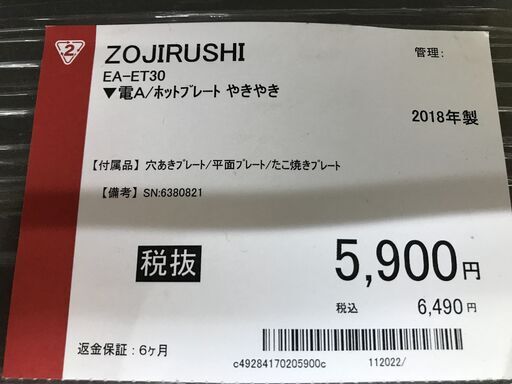 2
ZOJIRUSHI
管理:
EA-ET30
▼電A/ホットプレート やきやき
2018年製
【付属品】 穴あきプレート/平面プレート/たこ焼きプレート
【備考】 SN:6380821
税抜 5,900円
税込 6,490円
返金保証:6ヶ月
c49284170205900c 112022/